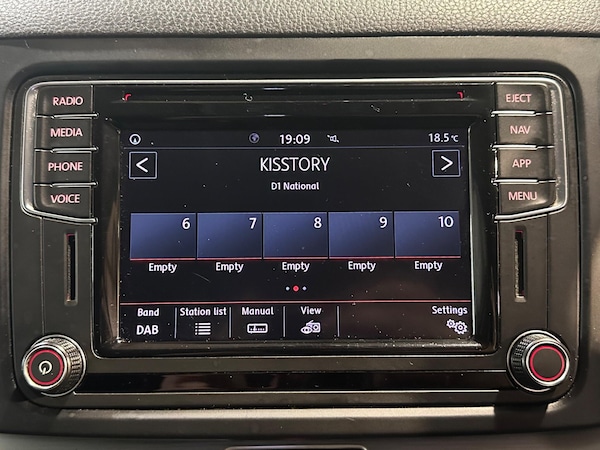 RADIO
MEDIA
PHONE
VOICE
EJECT
NAV
APP
MENU
19:09
18.5 °C
KISSTORY
D1 National
6 7 8 9 10
Empty Empty Empty Empty Empty
Band Station list Manual View Settings
DAB